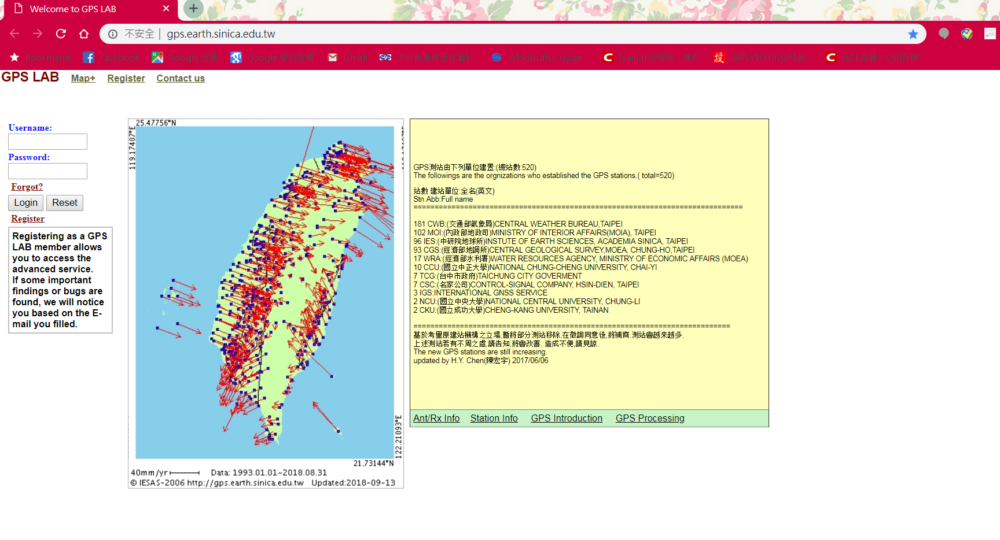 Welcome to GPS LAB
不安全 | gps.earth.sinica.edu.tw
Bookmarks Facebook Google 地圖 Google 學術搜尋 Gmail WindGURU: Japan
GPS LAB Map+ Register Contact us
Username:
Password:
Forgot?
Login Reset
Register
Registering as a GPS
LAB member allows
you to access the
advanced service.
If some important
findings or bugs are
found, we will notice
you based on the E-
mail you filled.
25.47756°N
119.17407°E
122.21093°E
21.73144°N
40mm/yr Data: 1993.01.01~2018.08.31
© IESAS-2006 http://gps.earth.sinica.edu.tw Updated:2018-09-13
GPS測站由下列單位建置:(總站數:520)
The followings are the orgnizations who established the GPS stations.( total=520)
站數 建站單位:全名(英文)
Stn Abb:Full name
==============================================================================
181 CWB:(交通部氣象局)CENTRAL WEATHER BUREAU,TAIPEI
102 MOI:(內政部地政司)MINISTRY OF INTERIOR AFFAIRS(MOIA), TAIPEI
96 IES:(中研院地球所)INSTUTE OF EARTH SCIENCES, ACADEMIA SINICA, TAIPEI
93 CGS:(經濟部地調所)CENTRAL GEOLOGICAL SURVEY,MOEA, CHUNG-HO,TAIPEI
17 WRA:(經濟部水利署)WATER RESOURCES AGENCY, MINISTRY OF ECONOMIC AFFAIRS (MOEA)
10 CCU:(國立中正大學)NATIONAL CHUNG-CHENG UNIVERSITY, CHAI-YI
7 TCG:(台中市政府)TAICHUNG CITY GOVERMENT
7 CSC:(名家公司)CONTROL-SIGNAL COMPANY, HSIN-DIEN, TAIPEI
3 IGS:INTERNATIONAL GNSS SERVICE
2 NCU:(國立中央大學)NATIONAL CENTRAL UNIVERSITY, CHUNG-LI
2 CKU:(國立成功大學)CHENG-KANG UNIVERSITY, TAINAN
===========================================================================
基於考量原建站機構之立場,暫將部分測站移除,在徵詢同意後,將補齊.測站會越來越多.
上述測站若有不周之處,請告知,將會改善. 造成不便,請見諒.
The new GPS stations are still increasing.
updated by H.Y. Chen(陳宏宇) 2017/06/06
Ant/Rx Info Station Info GPS Introduction GPS Processing